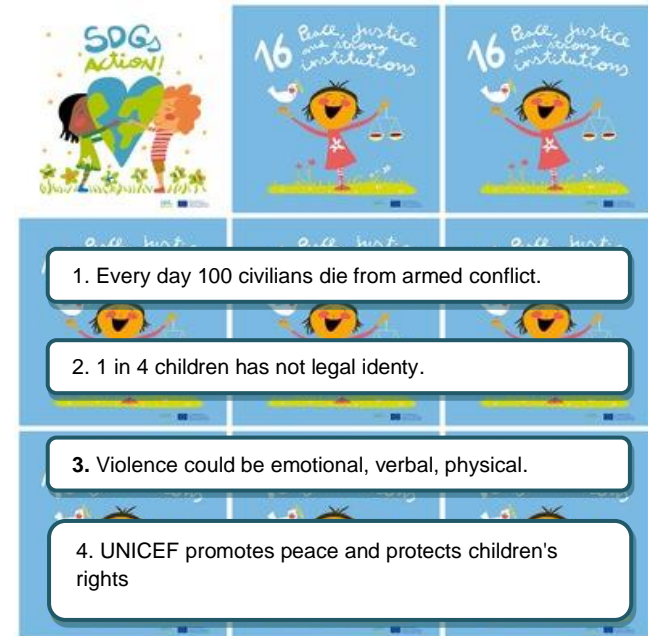 SDGs
Action!
16 Peace, justice
and strong
institutions
16 Peace, justice
and strong
institutions
1. Every day 100 civilians die from armed conflict.
2. 1 in 4 children has not legal identy.
3. Violence could be emotional, verbal, physical.
4. UNICEF promotes peace and protects children's
rights